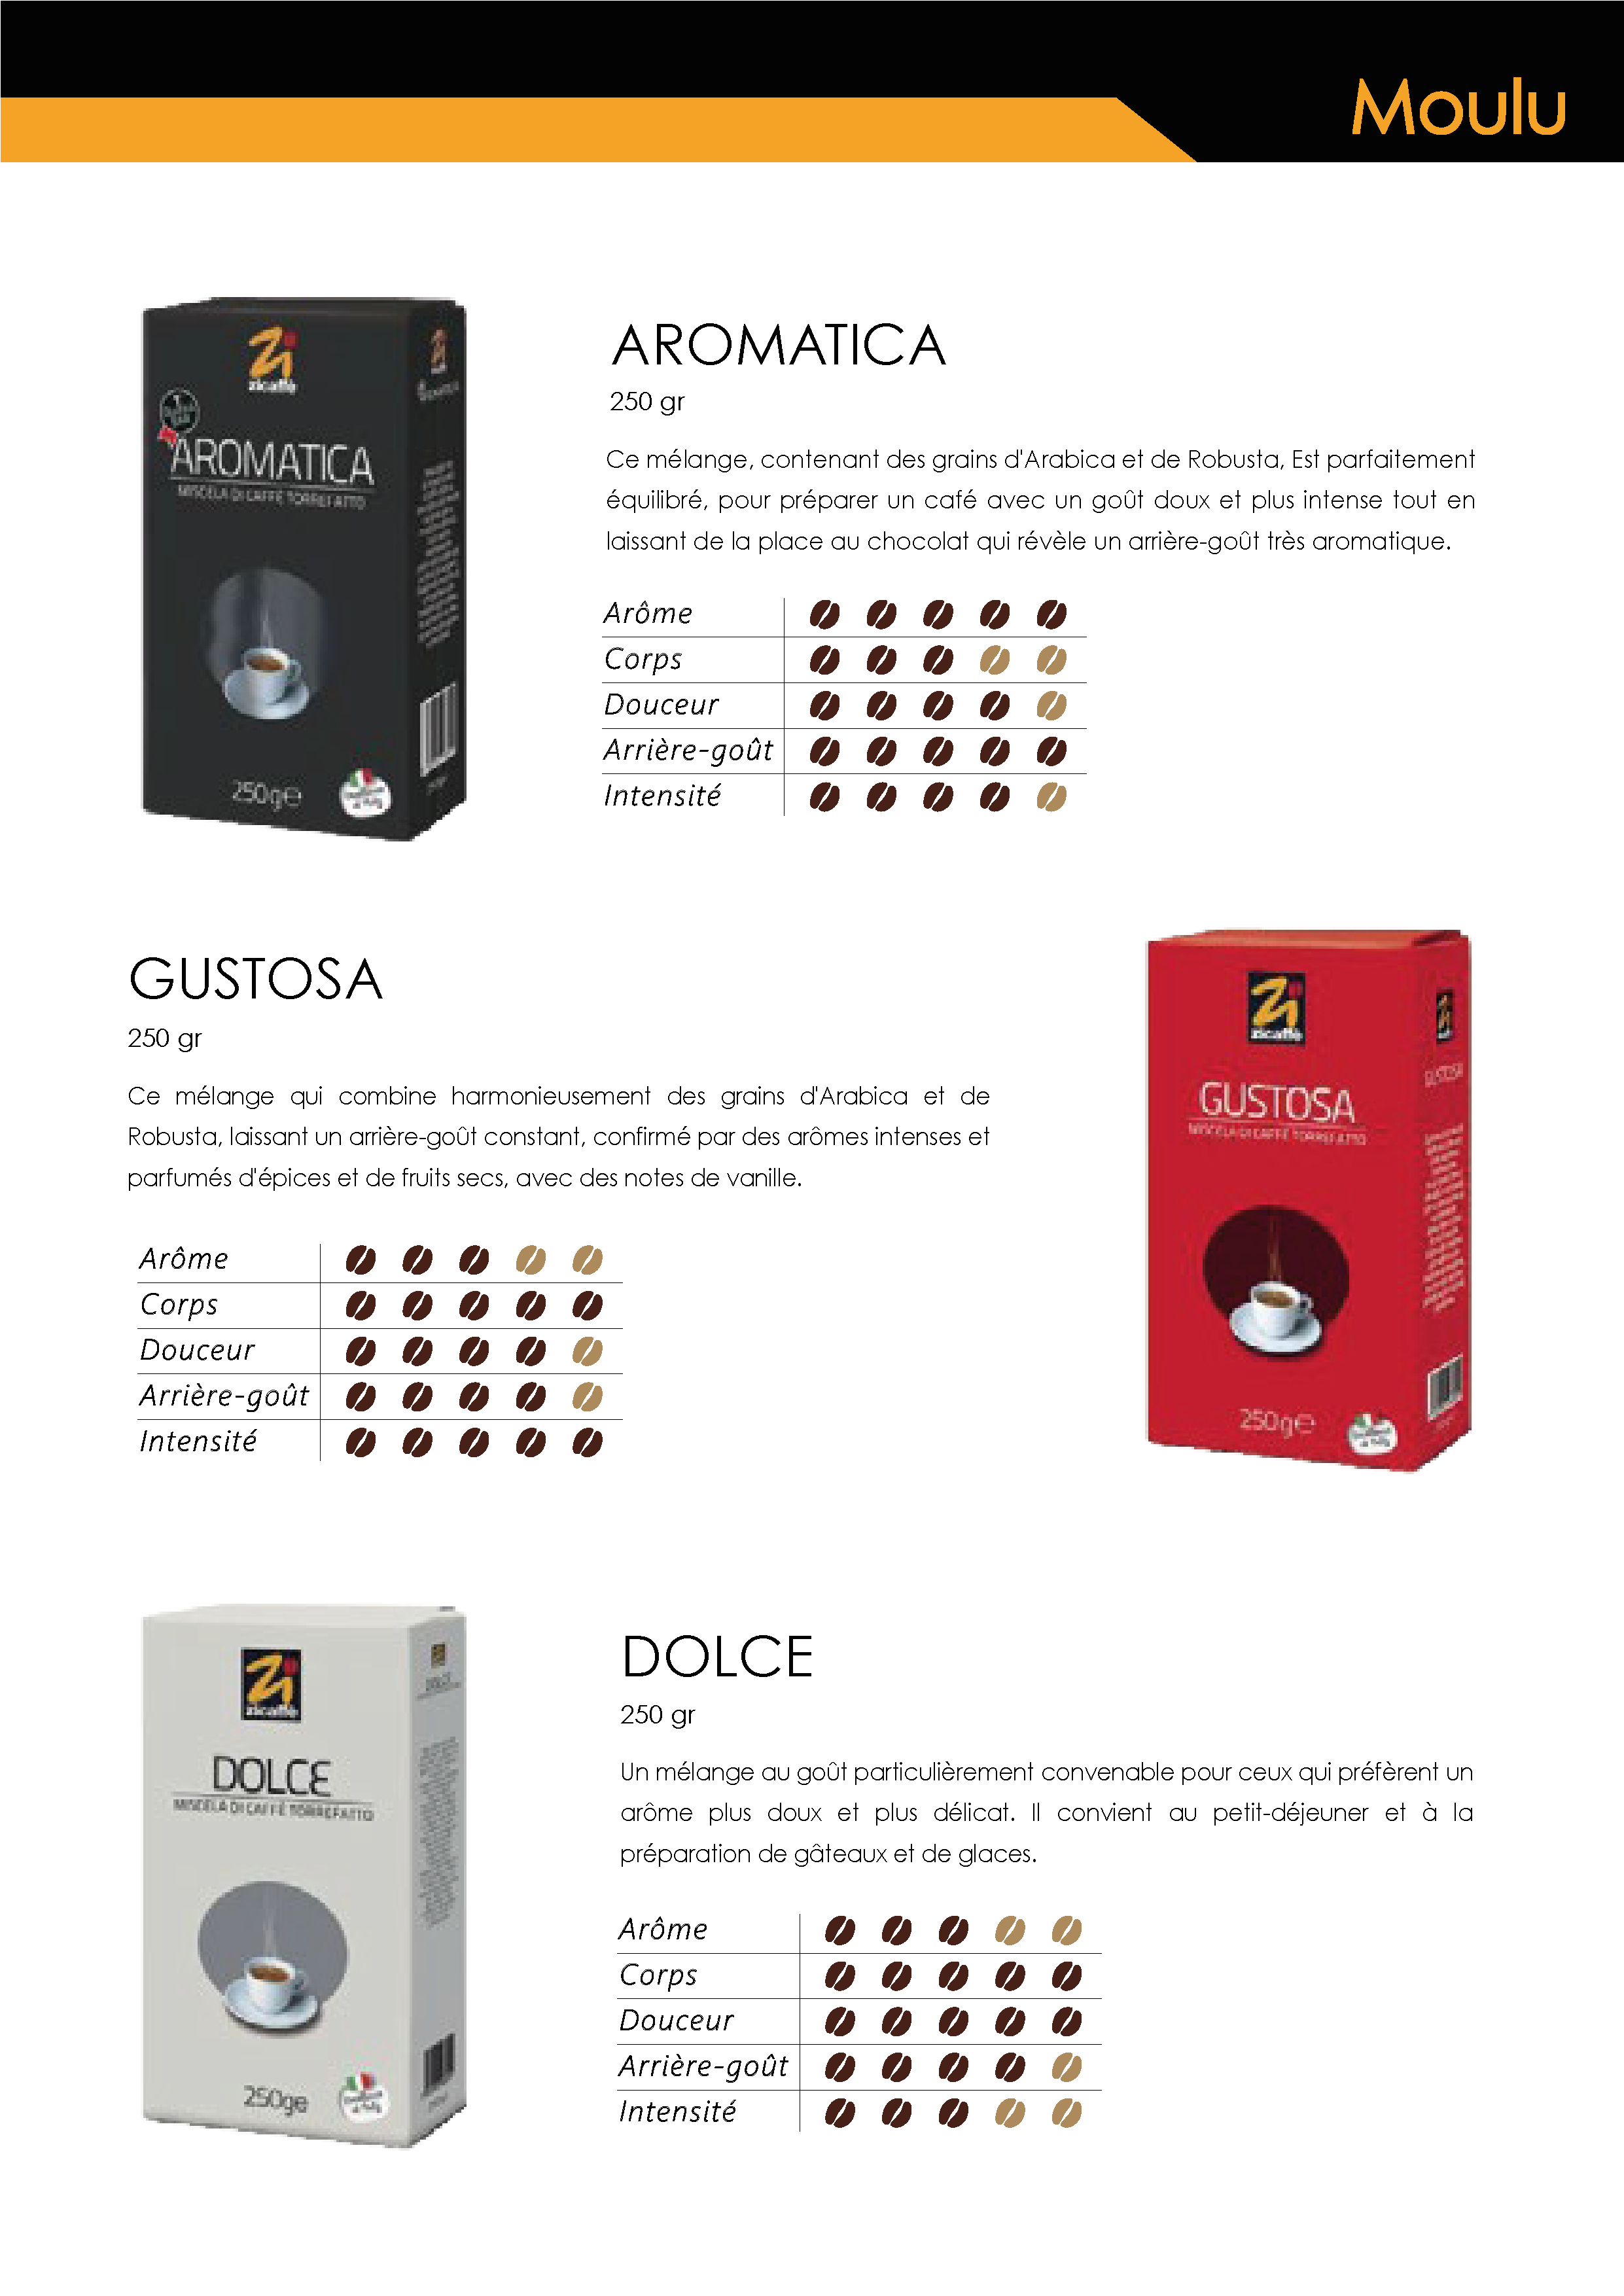 Moulu
zicaffè
AROMATICA
MISCELA DI CAFFÈ TORREFATTO
250g℮
AROMATICA
250 gr
Ce mélange, contenant des grains d'Arabica et de Robusta, Est parfaitement
équilibré, pour préparer un café avec un goût doux et plus intense tout en
laissant de la place au chocolat qui révèle un arrière-goût très aromatique.
Arôme
Corps
Douceur
Arrière-goût
Intensité
GUSTOSA
250 gr
Ce mélange qui combine harmonieusement des grains d'Arabica et de
Robusta, laissant un arrière-goût constant, confirmé par des arômes intenses et
parfumés d'épices et de fruits secs, avec des notes de vanille.
Arôme
Corps
Douceur
Arrière-goût
Intensité
zicaffè
GUSTOSA
MISCELA DI CAFFÈ TORREFATTO
GUSTOSA
250g℮
zicaffè
DOLCE
MISCELA DI CAFFÈ TORREFATTO
DOLCE
250g℮
DOLCE
250 gr
Un mélange au goût particulièrement convenable pour ceux qui préfèrent un
arôme plus doux et plus délicat. Il convient au petit-déjeuner et à la
préparation de gâteaux et de glaces.
Arôme
Corps
Douceur
Arrière-goût
Intensité